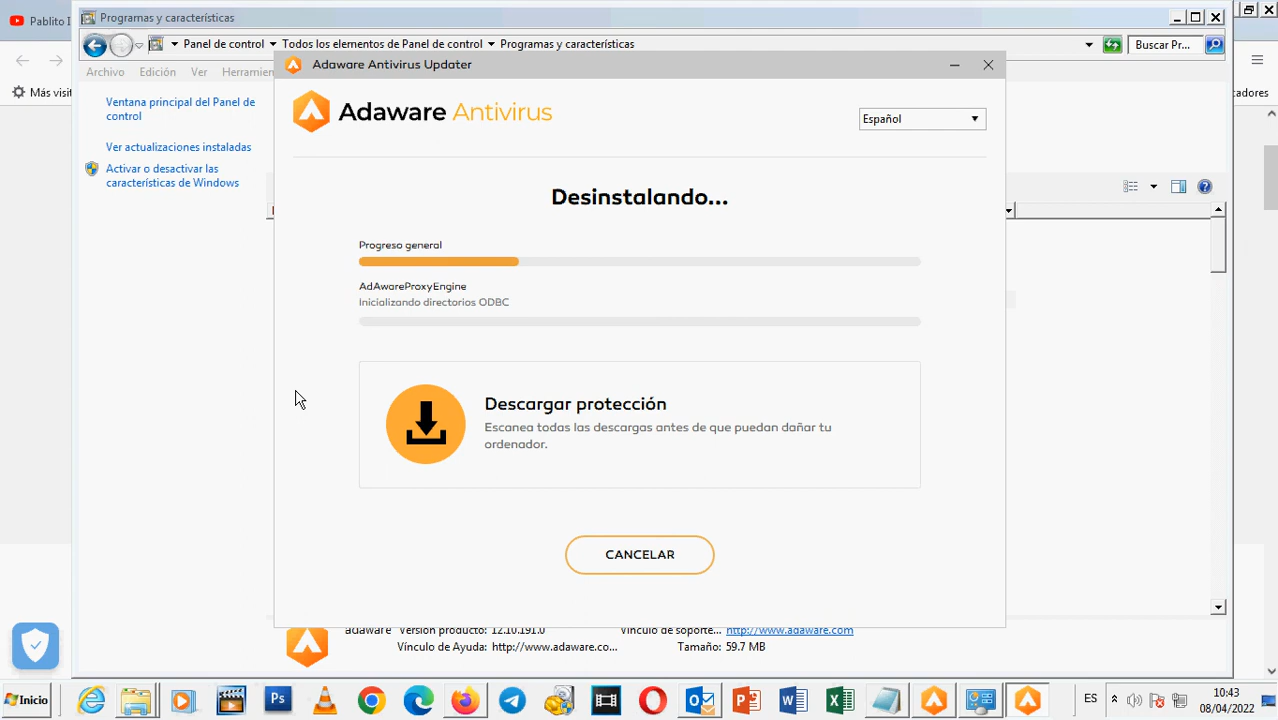 Pablito I
Programas y características
Panel de control
Todos los elementos de Panel de control
Programas y características
Buscar Pr...
Archivo
Edición
Ver
Herramien
Más visit
adores
Ventana principal del Panel de
control
Ver actualizaciones instaladas
Activar o desactivar las
características de Windows
Adaware Antivirus Updater
Adaware Antivirus
Español
Desinstalando...
Progreso general
AdAwareProxyEngine
Inicializando directorios ODBC
Descargar protección
Escanea todas las descargas antes de que puedan dañar tu
ordenador.
CANCELAR
adaware
Versión producto: 12.10.191.0
Vínculo de soporte... http://www.adaware.com
Vínculo de Ayuda: http://www.adaware.co...
Tamaño: 59.7 MB
Inicio
Ps
ES
10:43
08/04/2022